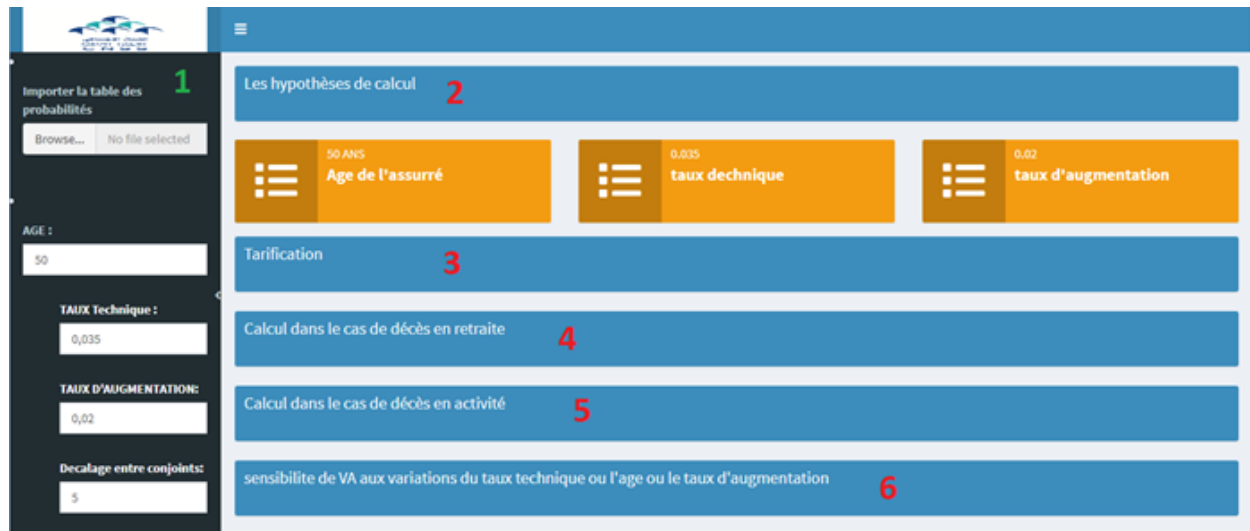 CNSS
1
Importer la table des
probabilités
Browse... No file selected
AGE :
50
TAUX Technique :
0,035
TAUX D'AUGMENTATION:
0,02
Decalage entre conjoints:
5
Les hypothèses de calcul 2
50 ANS
Age de l'assurré
0.035
taux dechnique
0.02
taux d'augmentation
Tarification 3
Calcul dans le cas de décès en retraite 4
Calcul dans le cas de décès en activité 5
sensibilite de VA aux variations du taux technique ou l'age ou le taux d'augmentation 6